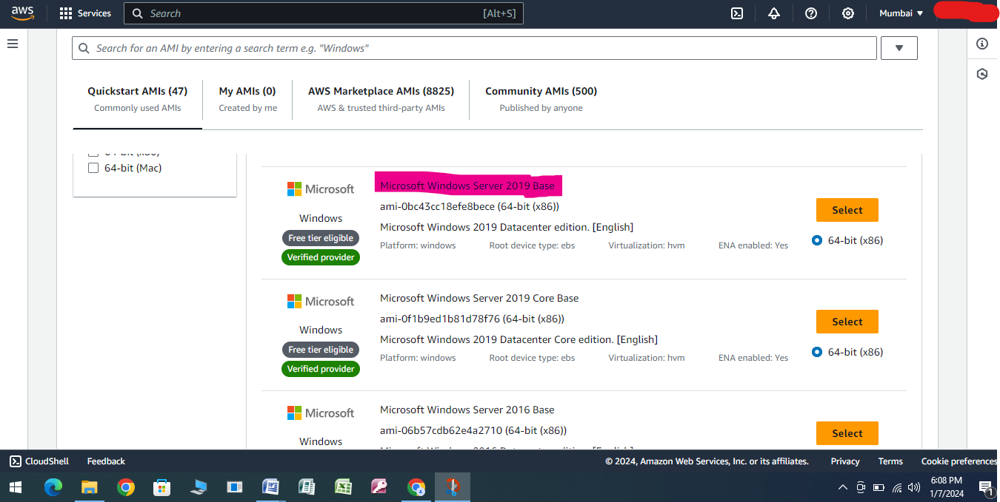 aws
Services
Search
[Alt+S]
Mumbai
Search for an AMI by entering a search term e.g. "Windows"
Quickstart AMIs (47)
My AMIs (0)
AWS Marketplace AMIs (8825)
Community AMIs (500)
Commonly used AMIs
Created by me
AWS & trusted third-party AMIs
Published by anyone
64-bit (Mac)
Microsoft
Windows
Free tier eligible
Verified provider
Microsoft Windows Server 2019 Base
ami-0bc43cc18efe8bece (64-bit (x86))
Microsoft Windows 2019 Datacenter edition. [English]
Platform: windows
Root device type: ebs
Virtualization: hvm
ENA enabled: Yes
Select
64-bit (x86)
Microsoft
Windows
Free tier eligible
Verified provider
Microsoft Windows Server 2019 Core Base
ami-0f1b9ed1b81d78f76 (64-bit (x86))
Microsoft Windows 2019 Datacenter Core edition. [English]
Platform: windows
Root device type: ebs
Virtualization: hvm
ENA enabled: Yes
Select
64-bit (x86)
Microsoft
Windows
Microsoft Windows Server 2016 Base
ami-06b57cdb62e4a2710 (64-bit (x86))
Select
CloudShell
Feedback
© 2024, Amazon Web Services, Inc. or its affiliates.
Privacy
Terms
Cookie preferences
6:08 PM
1/7/2024
1